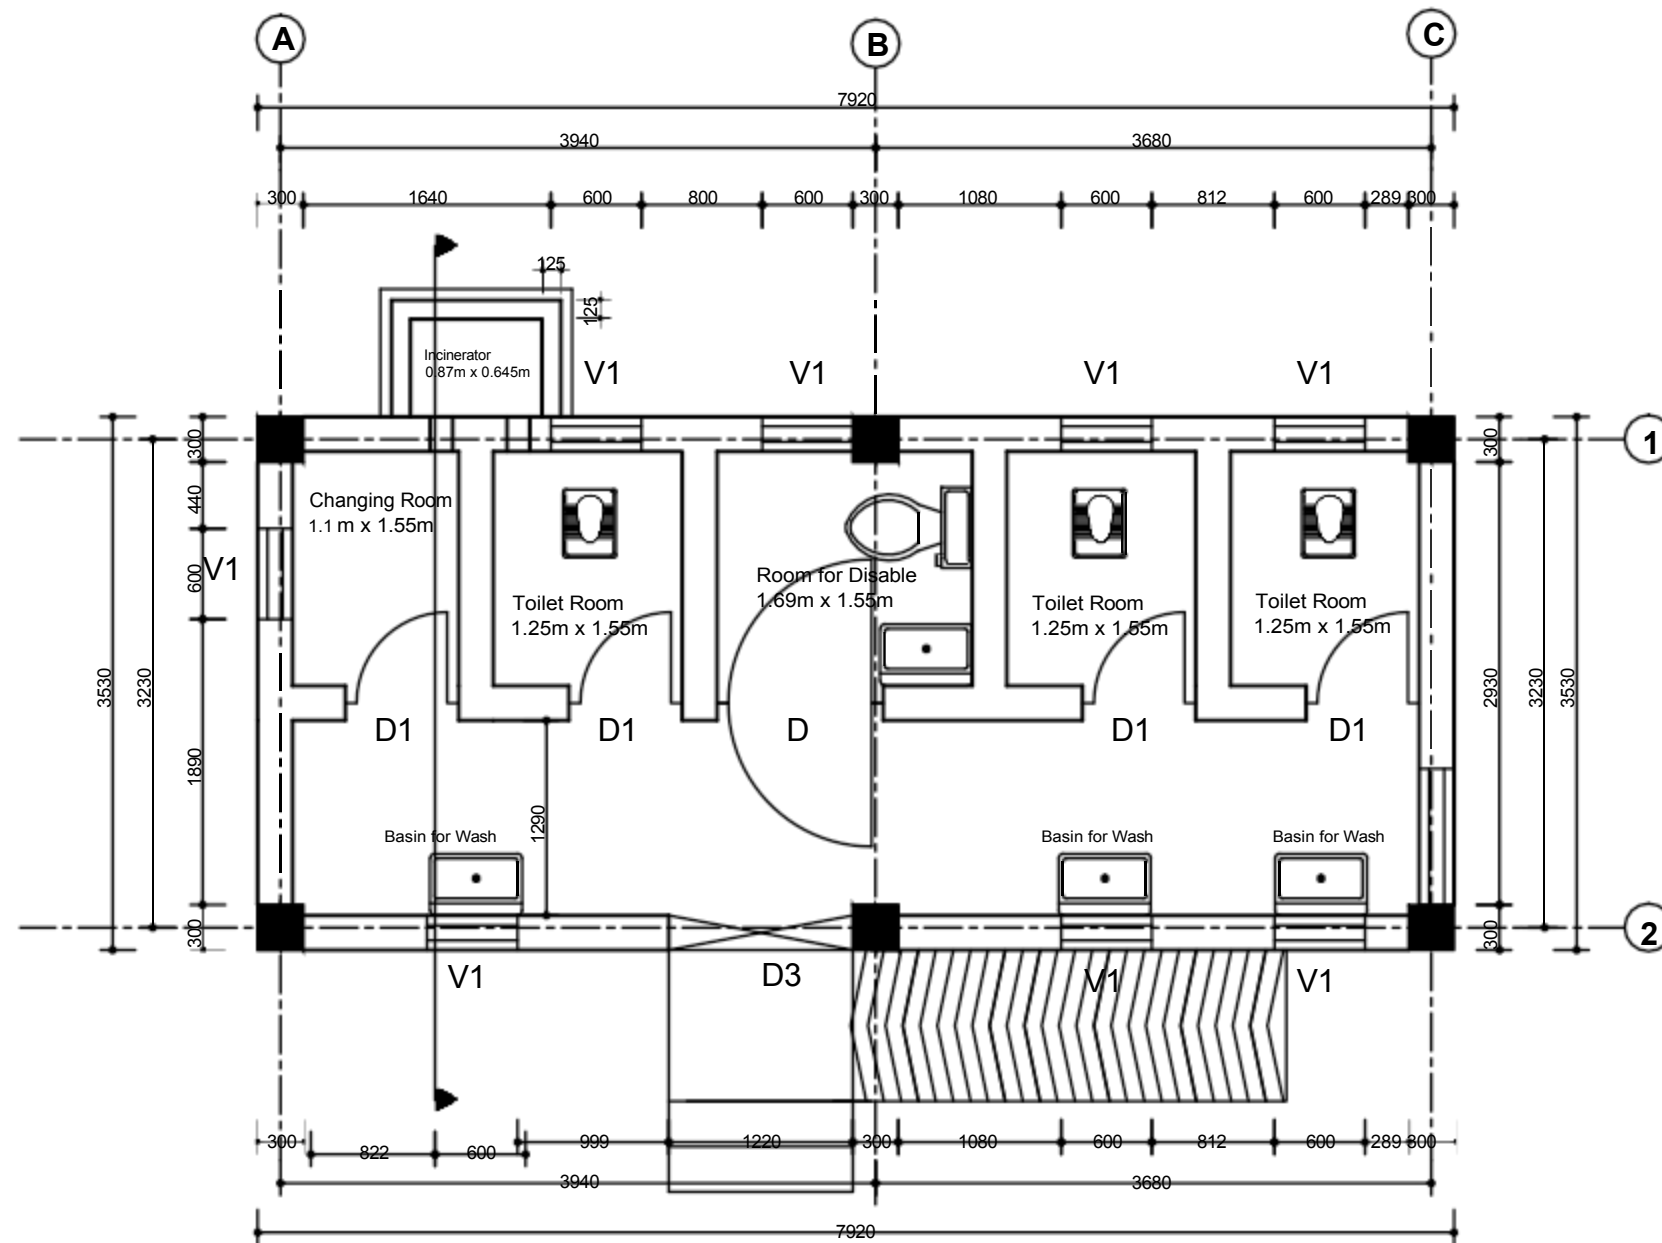 A
B
C
7920
3940
3680
300
1640
600
800
600
300
1080
600
812
600
289
300
125
125
Incinerator
0.87m x 0.645m
V1
V1
V1
V1
1
300
440
600
1890
300
3530
3230
V1
Changing Room
1.1 m x 1.55m
Toilet Room
1.25m x 1.55m
Room for Disable
1.69m x 1.55m
Toilet Room
1.25m x 1.55m
Toilet Room
1.25m x 1.55m
300
2930
300
3230
3530
D1
D1
D
D1
D1
1290
Basin for Wash
Basin for Wash
Basin for Wash
2
V1
D3
V1
V1
300
822
600
999
1220
300
1080
600
812
600
289
300
3940
3680
7920